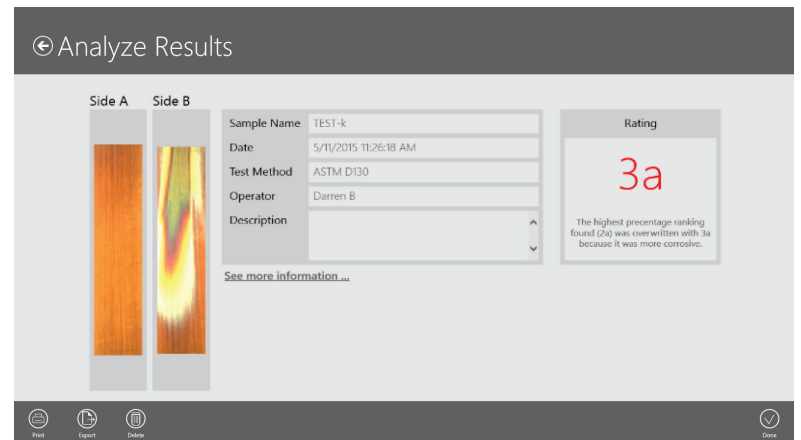 Analyze Results
Side A Side B
Sample Name TEST-k
Date 5/11/2015 11:26:18 AM
Test Method ASTM D130
Operator Darren B
Description
See more information ...
Rating
3a
The highest precentage ranking
found (2a) was overwritten with 3a
because it was more corrosive.
Print Export Delete Done